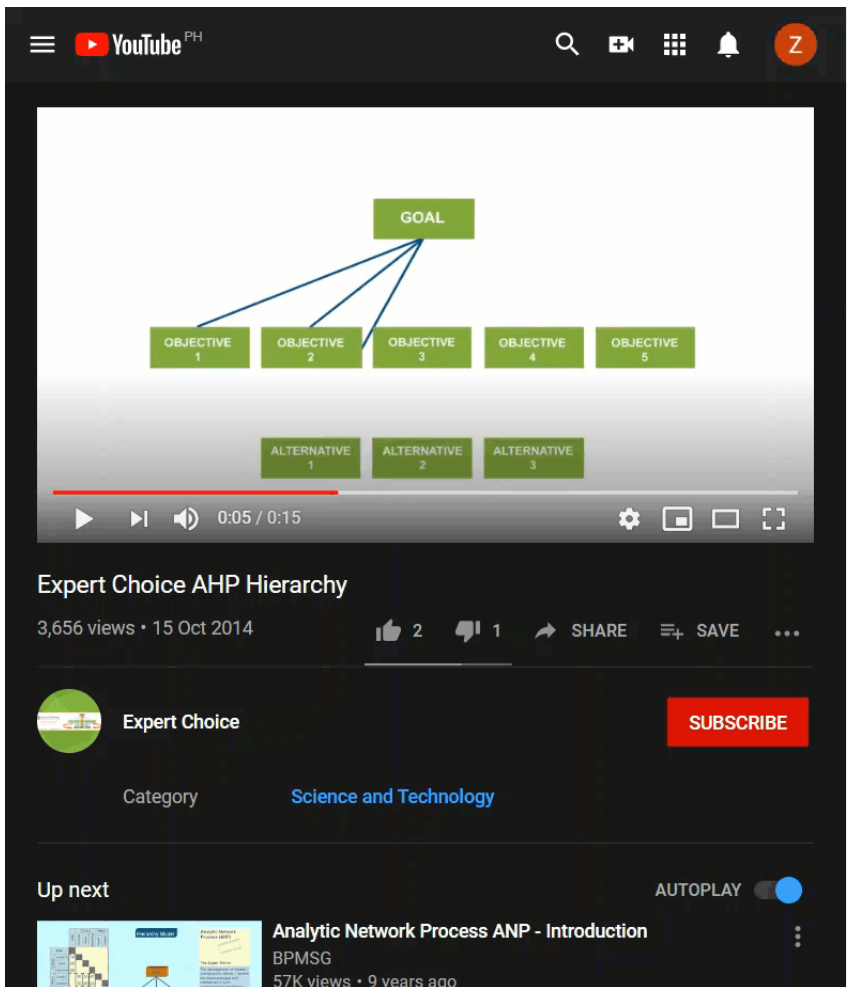 YouTube PH
Z
GOAL
OBJECTIVE 1
OBJECTIVE 2
OBJECTIVE 3
OBJECTIVE 4
OBJECTIVE 5
ALTERNATIVE 1
ALTERNATIVE 2
ALTERNATIVE 3
0:05 / 0:15
Expert Choice AHP Hierarchy
3,656 views • 15 Oct 2014
2
1
SHARE
SAVE
Expert Choice
SUBSCRIBE
Category
Science and Technology
Up next
AUTOPLAY
Hierarchy Model
Analytic Network Process ANP - Introduction
BPMSG
57K views • 9 years ago